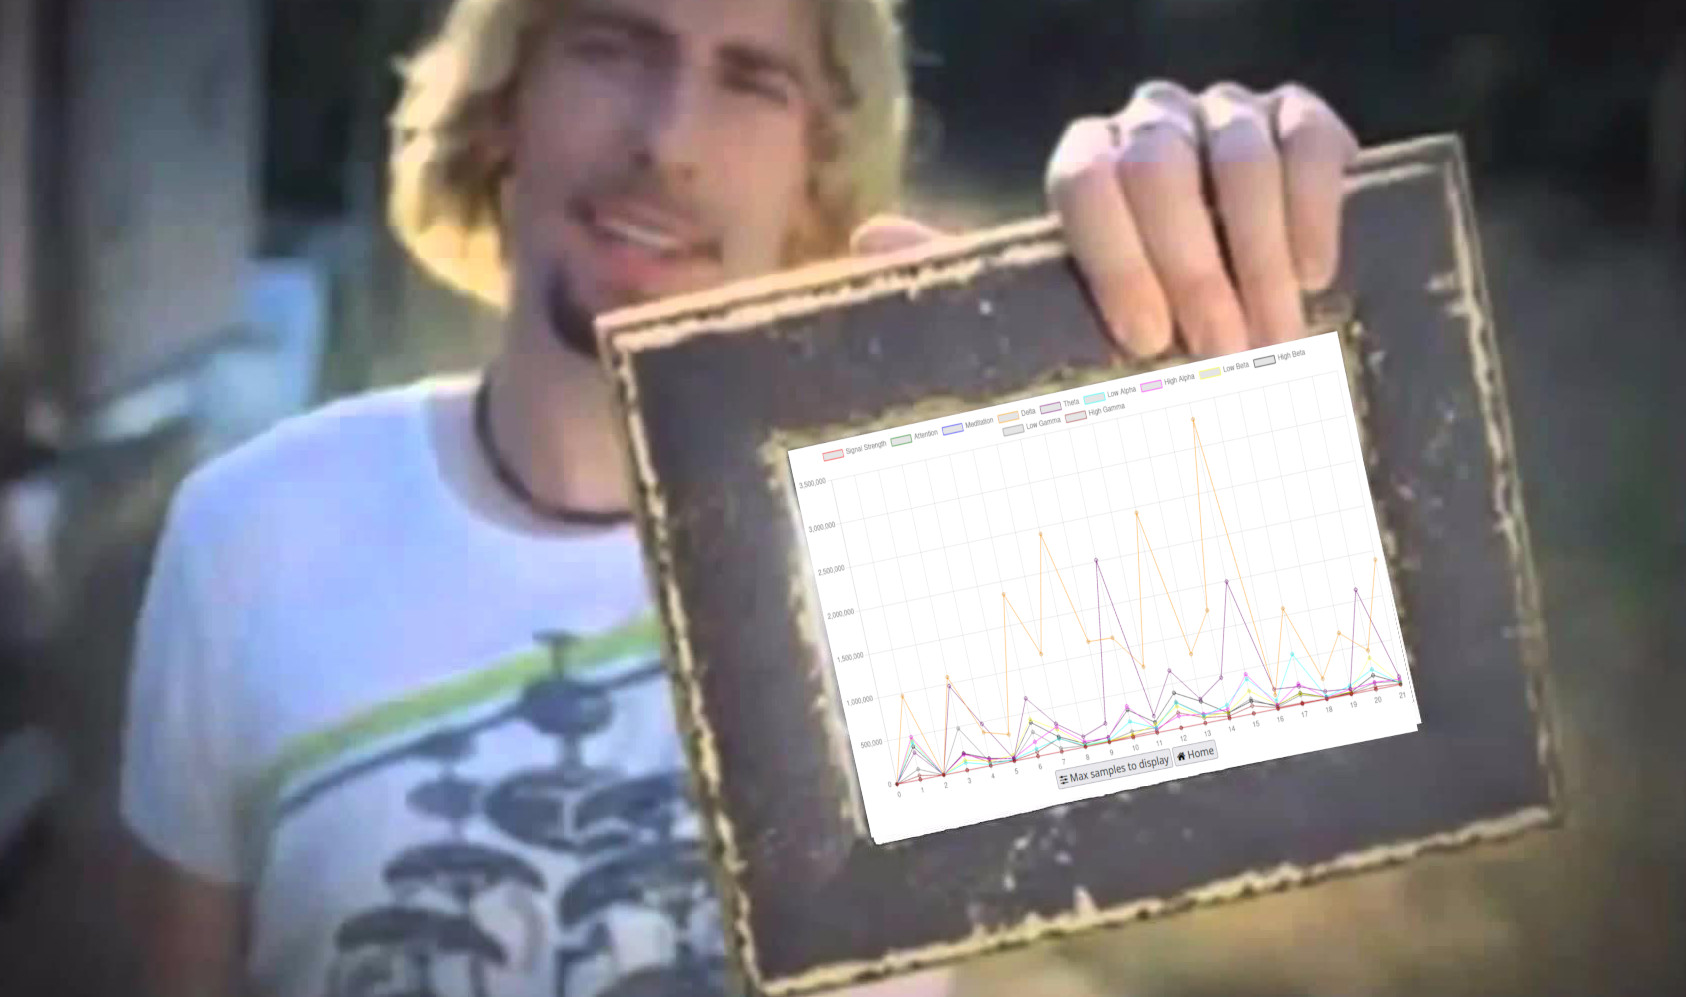 Signal Strength Attention Meditation Delta Theta Low Alpha High Alpha Low Beta High Beta
Low Gamma High Gamma
3,500,000
3,000,000
2,500,000
2,000,000
1,500,000
1,000,000
500,000
0
0 1 2 3 4 5 6 7 8 9 10 11 12 13 14 15 16 17 18 19 20 21
Max samples to display Home